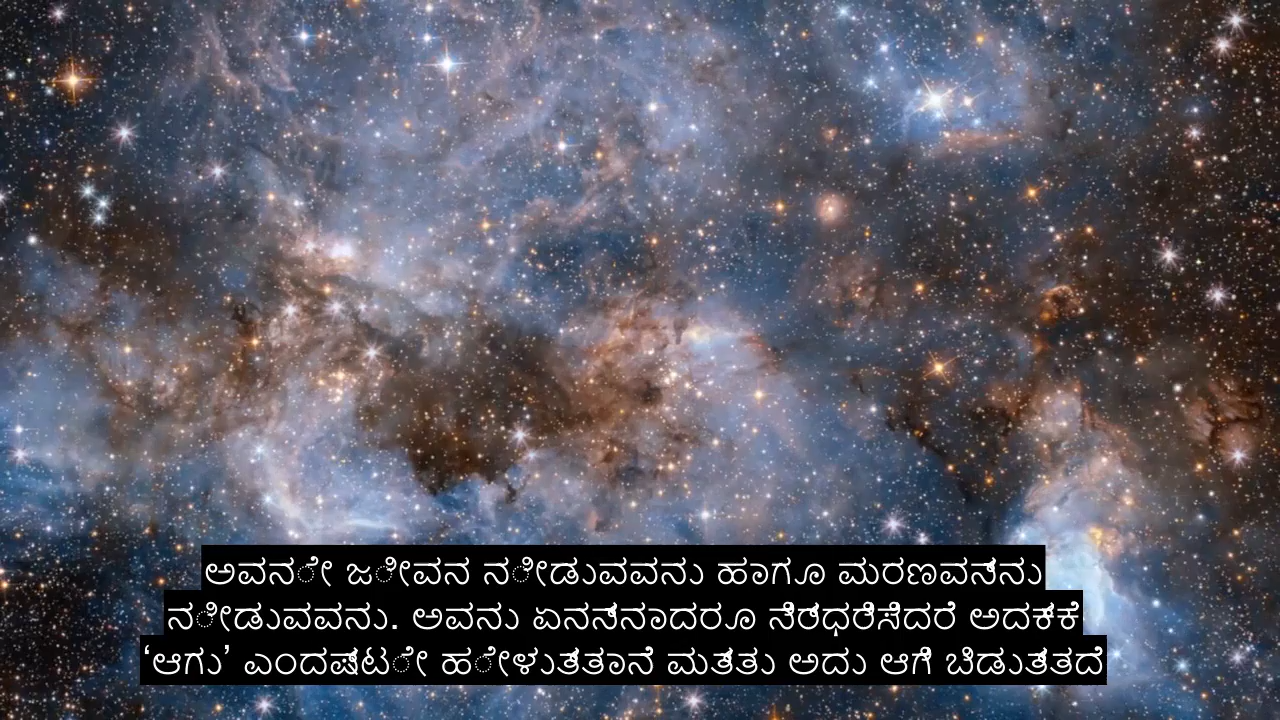 ಅವನೇ ಜೀವನ ನೀಡುವವನು ಹಾಗೂ ಮರಣವನ್ನು
ನೀಡುವವನು. ಅವನು ಏನನ್ನಾದರೂ ನಿರ್ಧರಿಸಿದರೆ ಅದಕ್ಕೆ
‘ಆಗು’ ಎಂದಷ್ಟೇ ಹೇಳುತ್ತಾನೆ ಮತ್ತು ಅದು ಆಗಿ ಬಿಡುತ್ತದೆ